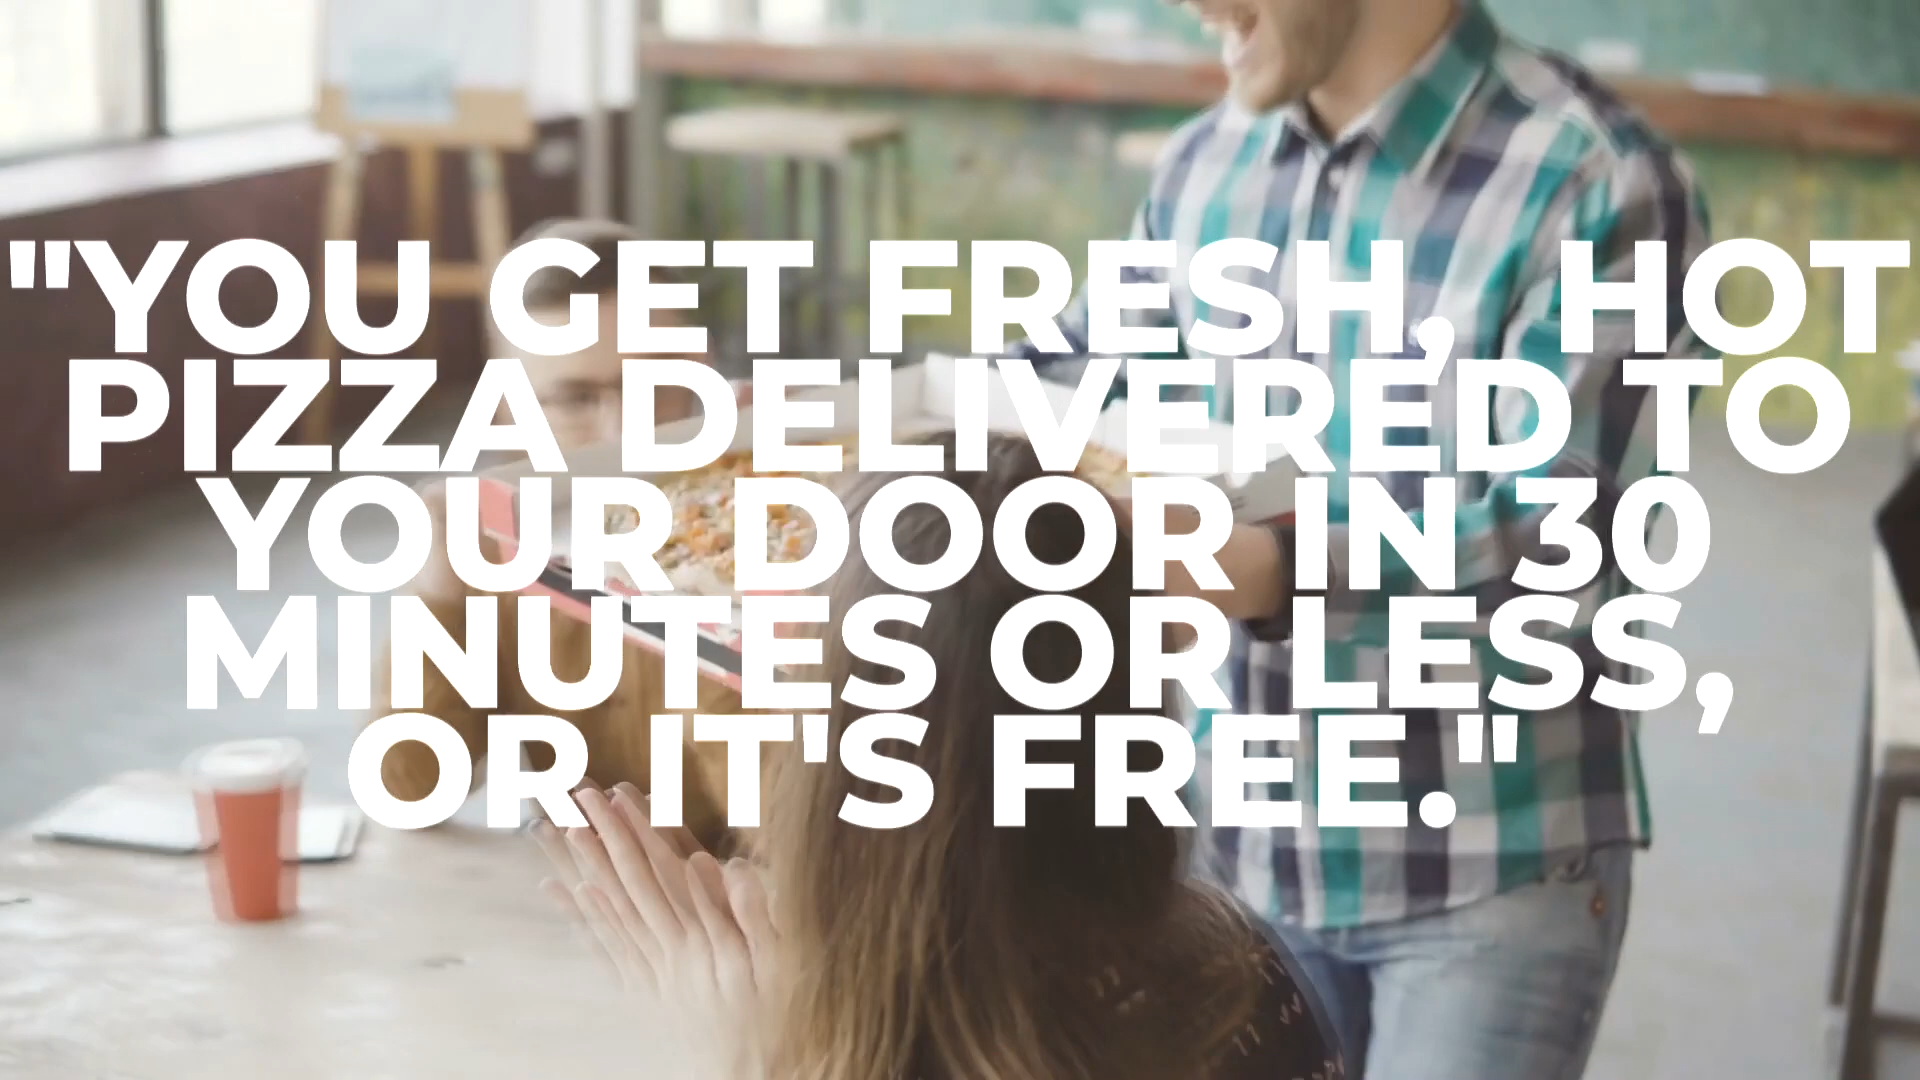 "YOU GET FRESH,  HOT
PIZZA DELIVERED TO
YOUR DOOR IN 30
MINUTES OR LESS,
OR IT'S FREE."